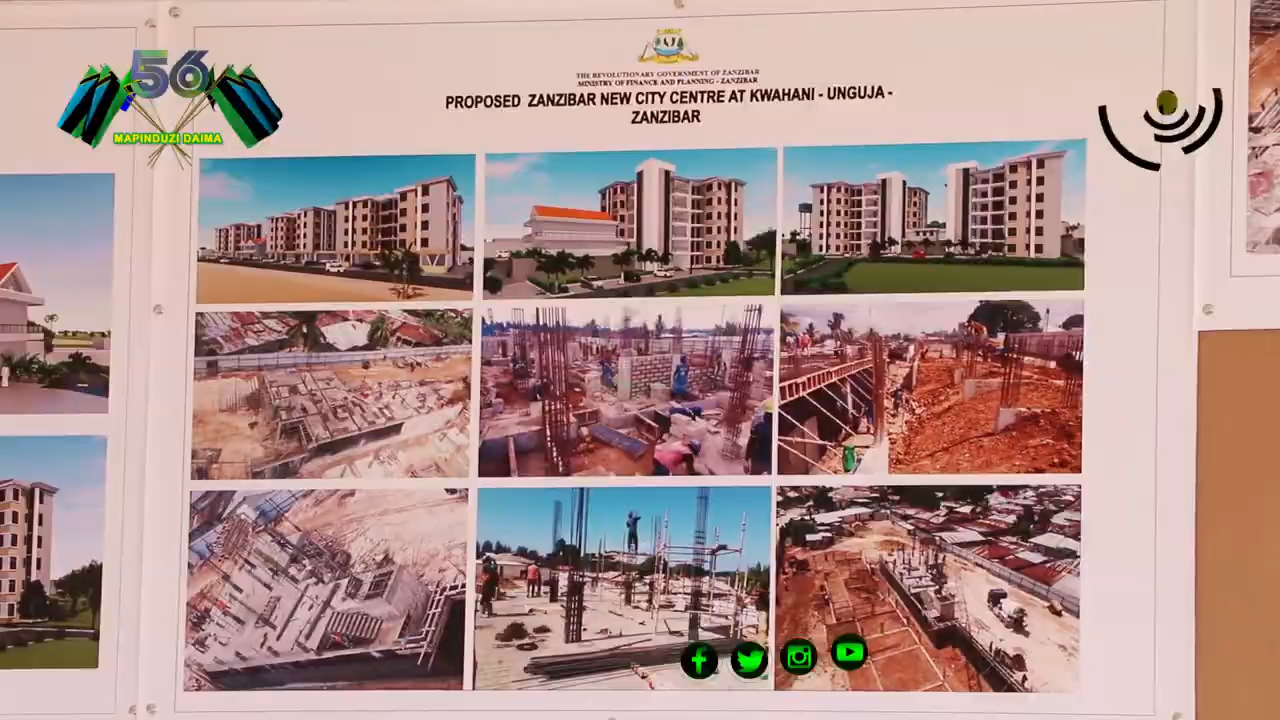 56
MAPINDUZI DAIMA
THE REVOLUTIONARY GOVERNMENT OF ZANZIBAR
MINISTRY OF FINANCE AND PLANNING - ZANZIBAR
PROPOSED ZANZIBAR NEW CITY CENTRE AT KWAHANI - UNGUJA -
ZANZIBAR